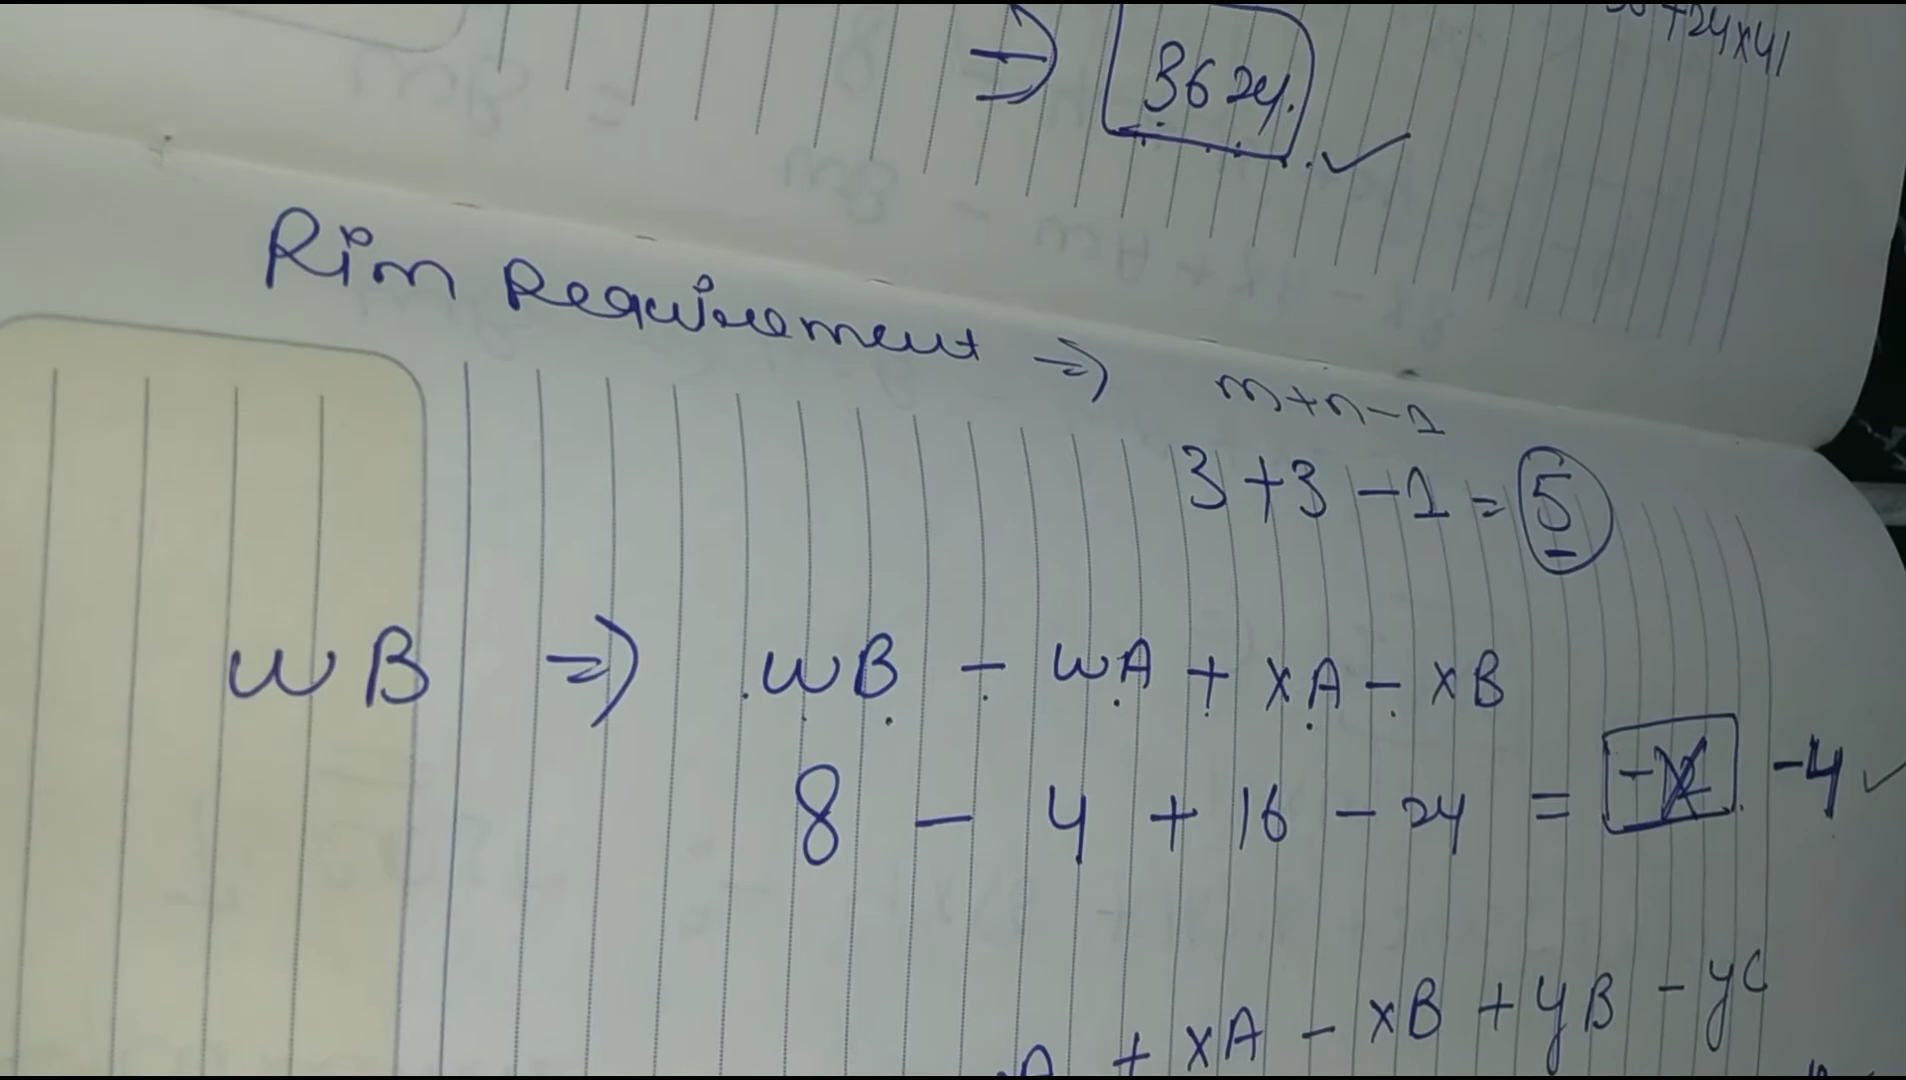 +24x41
⇒ 3624.
✓
Rim Requirement ⇒ m+n-1
3+3-1=5
WB ⇒ WB - WA + XA - XB
8 - 4 + 16 - 24 = -4 ✓
+ XA - XB + YB - YC